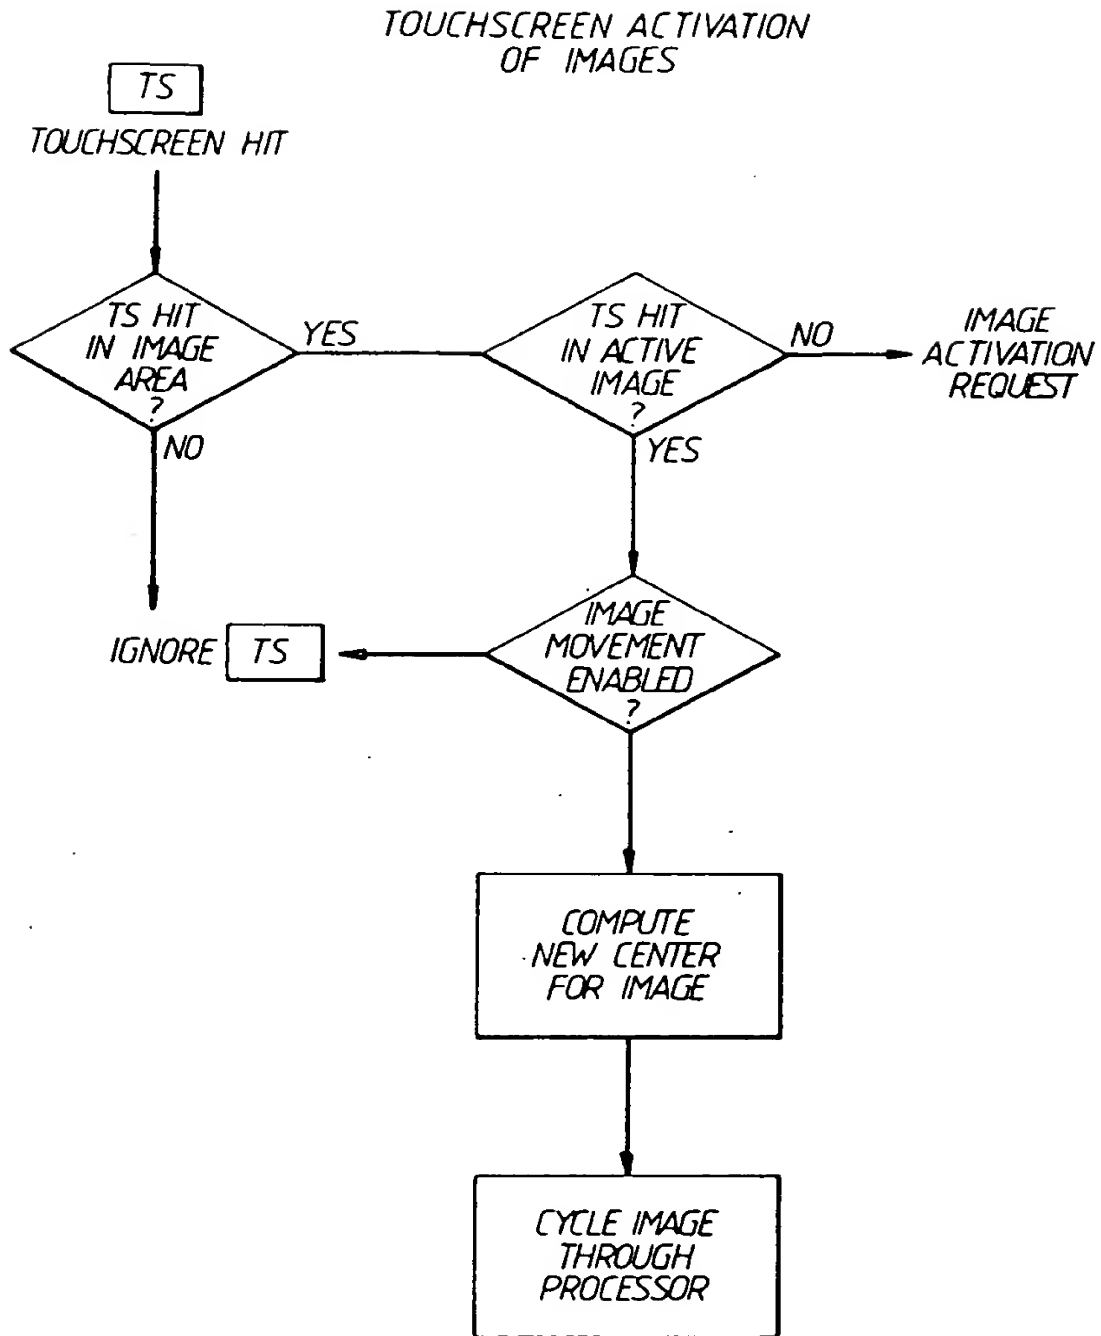 TOUCHSCREEN ACTIVATION
OF IMAGES
TS
TOUCHSCREEN HIT
TS HIT
IN IMAGE
AREA
?
YES
NO
TS HIT
IN ACTIVE
IMAGE
?
NO
YES
IMAGE
ACTIVATION
REQUEST
IGNORE TS
IMAGE
MOVEMENT
ENABLED
?
COMPUTE
NEW CENTER
FOR IMAGE
CYCLE IMAGE
THROUGH
PROCESSOR